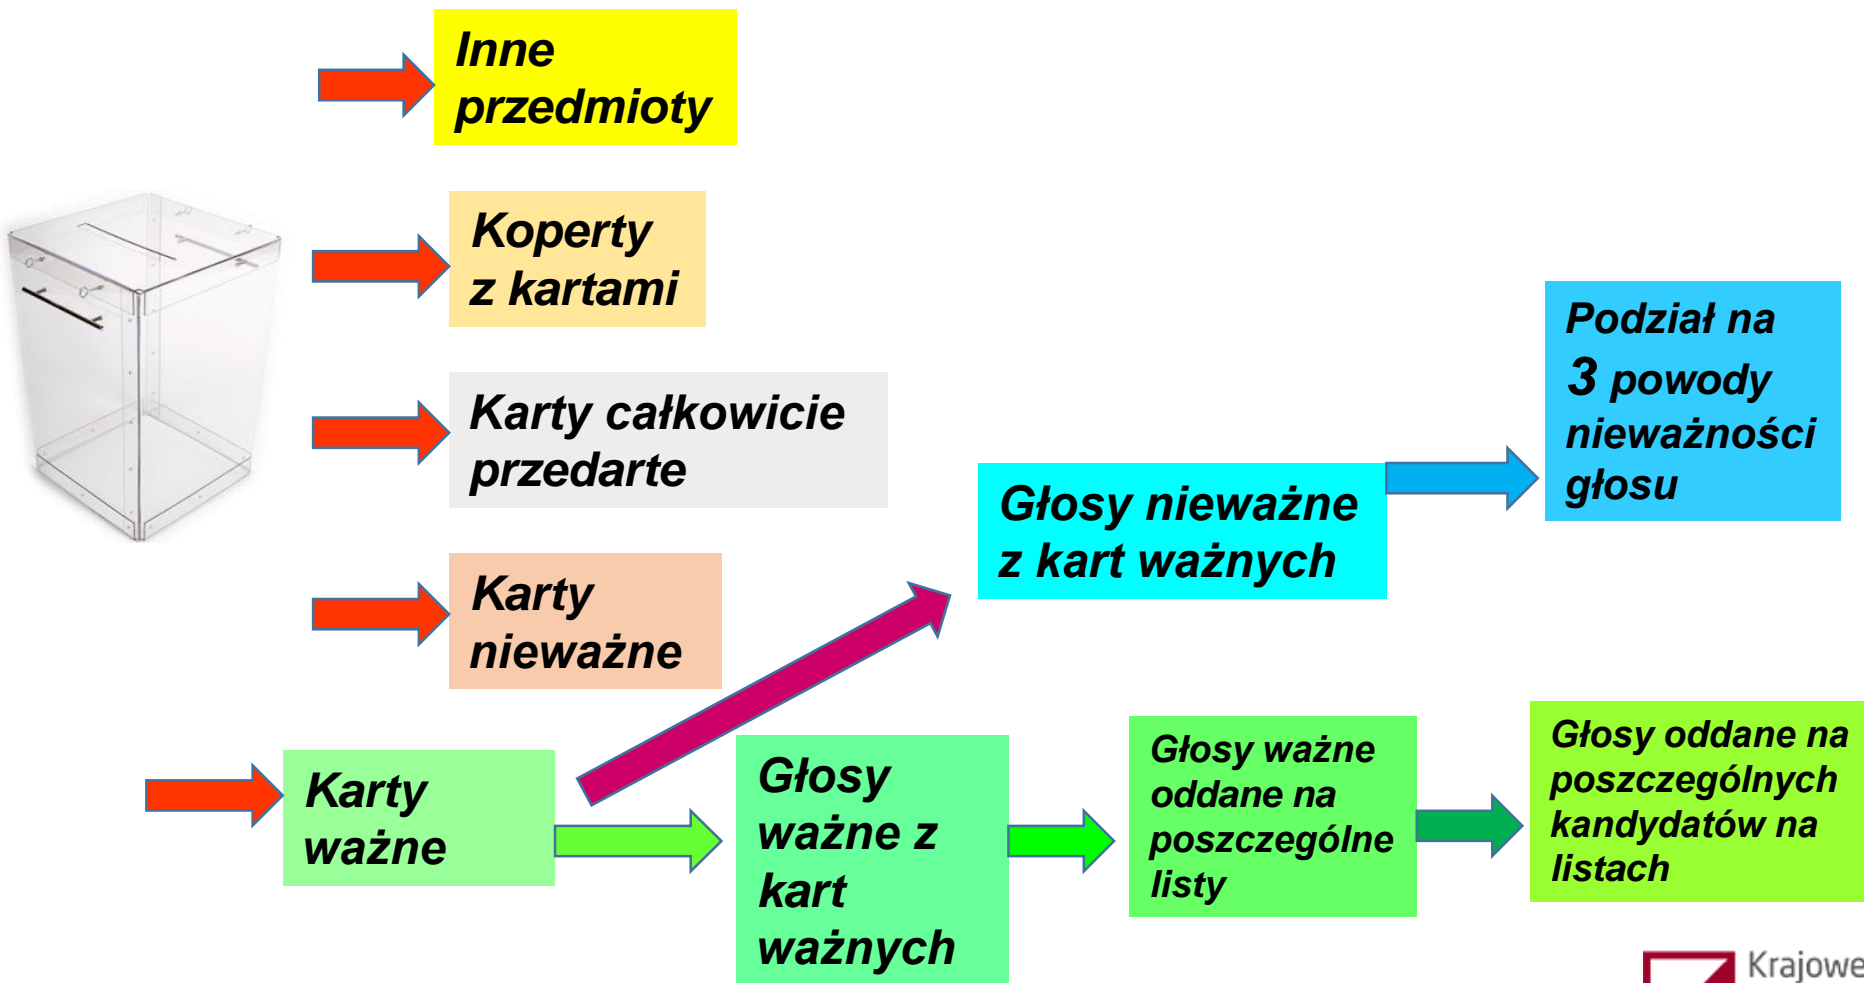 Inne
przedmioty
Koperty
z kartami
Karty całkowicie
przedarte
Karty
nieważne
Karty
ważne
Głosy nieważne
z kart ważnych
Podział na
3 powody
nieważności
głosu
Głosy
ważne z
kart
ważnych
Głosy ważne
oddane na
poszczególne
listy
Głosy oddane na
poszczególnych
kandydatów na
listach
Krajowe